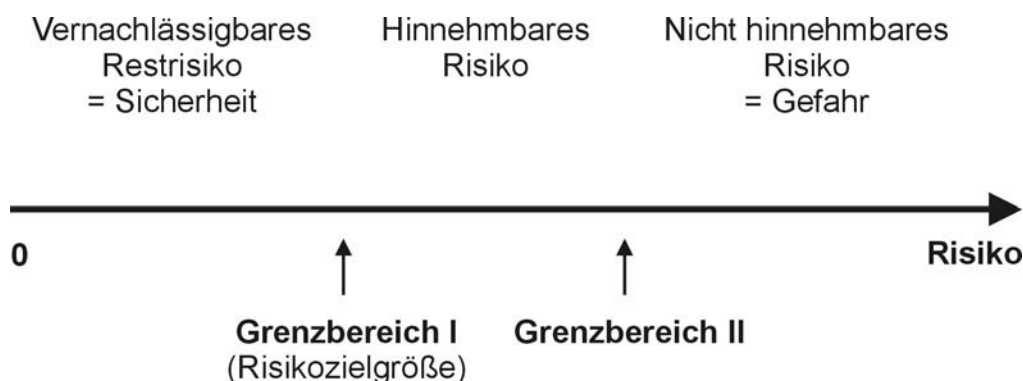 Vernachlässigbares
Restrisiko
= Sicherheit
Hinnehmbares
Risiko
Nicht hinnehmbares
Risiko
= Gefahr
0
Risiko
Grenzbereich I
(Risikozielgröße)
Grenzbereich II